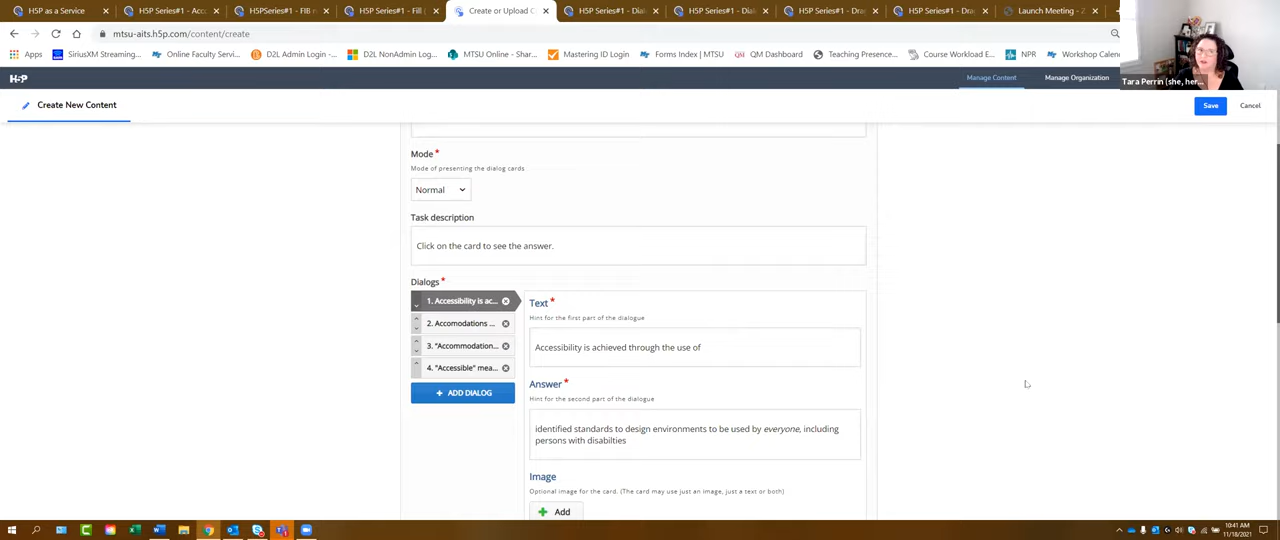 H5P as a Service
H5P Series#1 - Acc
H5PSeries#1 - FIB n
H5P Series#1 - Fill (
Create or Upload C
H5P Series#1 - Dial
H5P Series#1 - Dial
H5P Series#1 - Drag
H5P Series#1 - Drag
Launch Meeting - Z
mtsu-aits.h5p.com/content/create
Apps
SiriusXM Streaming...
Online Faculty Servi...
D2L Admin Login -...
D2L NonAdmin Log...
MTSU Online - Shar...
Mastering ID Login
Forms Index | MTSU
QM Dashboard
Teaching Presence...
Course Workload E...
NPR
Workshop Calen
H5P
Manage Content
Manage Organization
Tara Perrin (she, her...
Create New Content
Save
Cancel
Mode *
Mode of presenting the dialog cards
Normal
Task description
Click on the card to see the answer.
Dialogs *
1. Accessibility is ac...
2. Accomodations ...
3. "Accommodation...
4. "Accessible" mea...
+ ADD DIALOG
Text *
Hint for the first part of the dialogue
Accessibility is achieved through the use of
Answer *
Hint for the second part of the dialogue
identified standards to design environments to be used by everyone, including
persons with disabilties
Image
Optional image for the card. (The card may use just an image, just a text or both)
Add
10:41 AM
11/18/2021